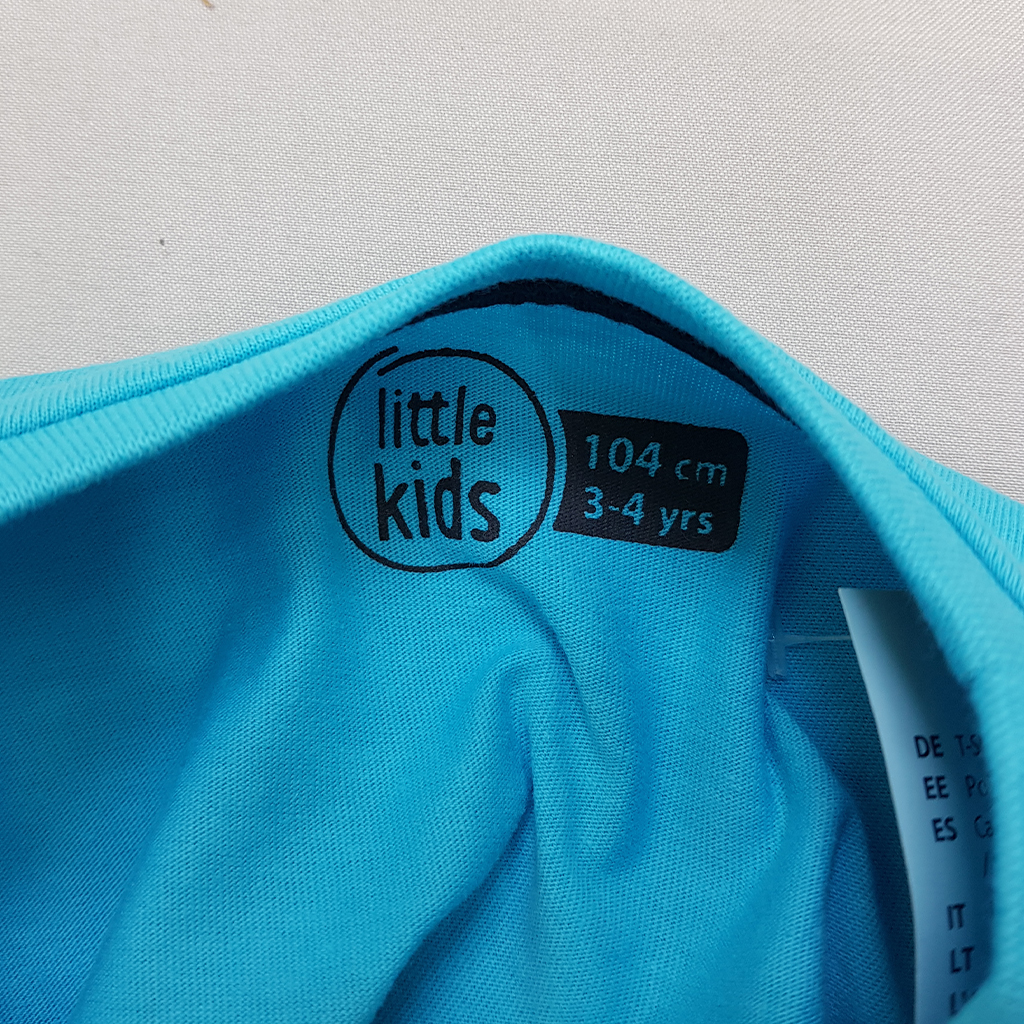 little
kids
104 cm
3-4 yrs
DE
EE
ES
IT
LT